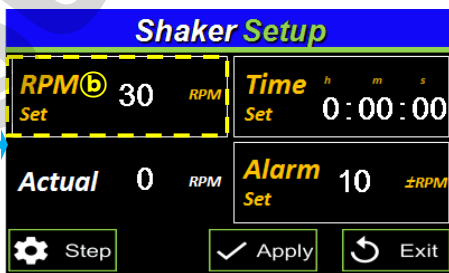 Shaker Setup
RPM ⓑ 30 RPM
Set
Time h m s
Set 0:00:00
Actual 0 RPM
Alarm 10 ±RPM
Set
Step Apply Exit